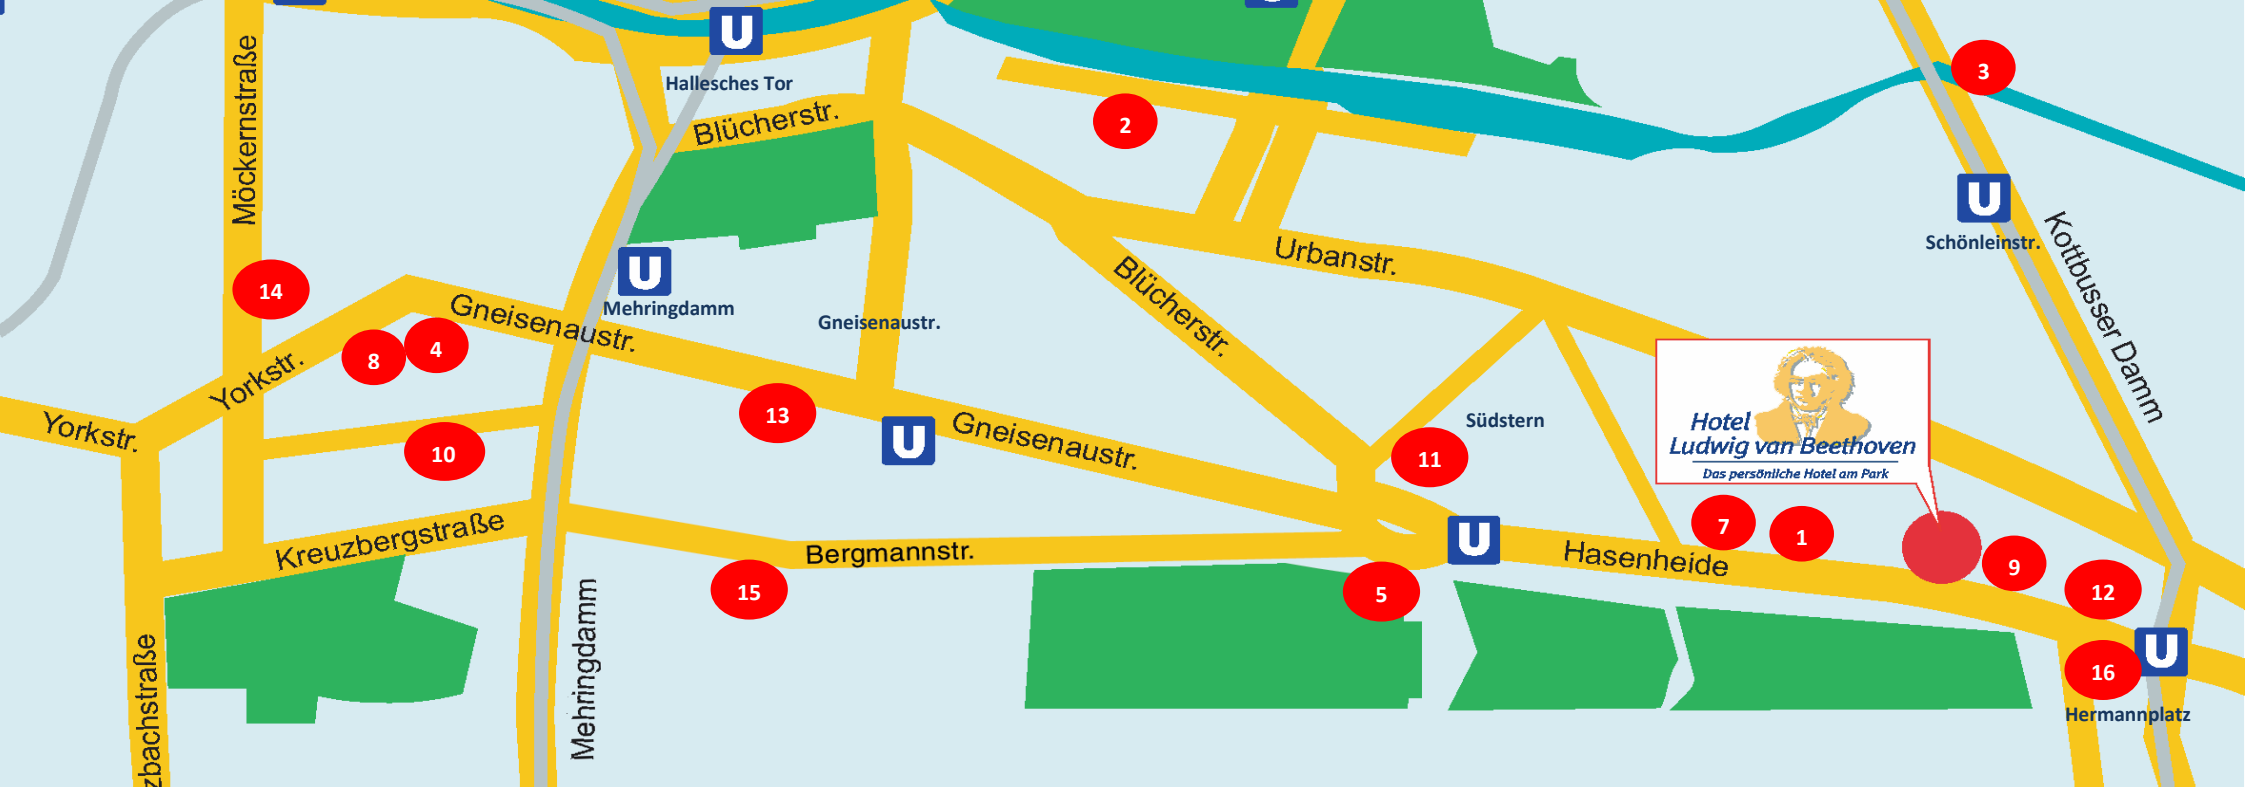 U
Hallesches Tor
Blücherstr.
Möckernstraße
2
3
U
Schönleinstr.
Kottbusser Damm
14
U
Mehringdamm
Gneisenaustr.
Gneisenaustr.
Urbanstr.
Blücherstr.
8
4
Yorkstr.
Yorkstr.
10
13
U
Gneisenaustr.
Südstern
11
Hotel
Ludwig van Beethoven
Das persönliche Hotel am Park
Kreuzbergstraße
Bergmannstr.
U
Hasenheide
7
1
9
12
15
5
16
U
Hermannplatz
Mehringdamm
zbachstraße